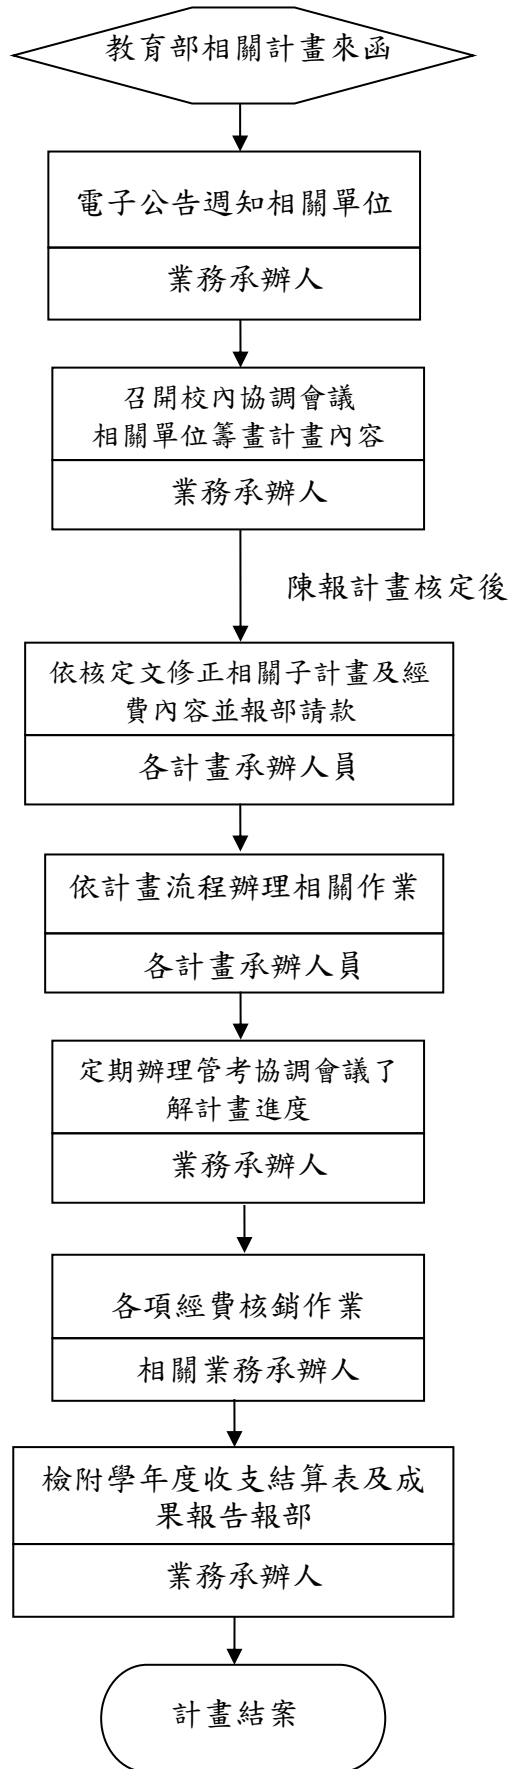 教育部相關計畫來函
電子公告週知相關單位
業務承辦人
召開校內協調會議
相關單位籌畫計畫內容
業務承辦人
陳報計畫核定後
依核定文修正相關子計畫及經
費內容並報部請款
各計畫承辦人員
依計畫流程辦理相關作業
各計畫承辦人員
定期辦理管考協調會議了
解計畫進度
業務承辦人
各項經費核銷作業
相關業務承辦人
檢附學年度收支結算表及成
果報告報部
業務承辦人
計畫結案